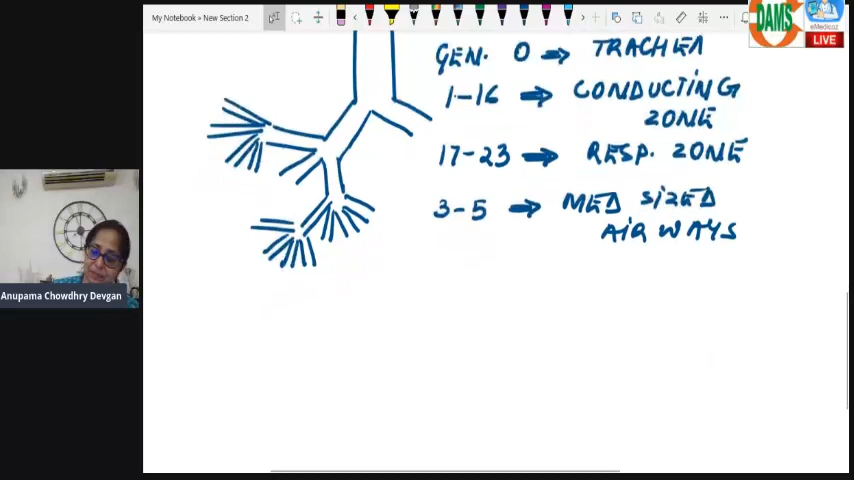 My Notebook > New Section 2
DAMS
eMedicoz
LIVE
GEN. 0 ⇒ TRACHEA
1-16 ⇒ CONDUCTING
ZONE
17-23 ⇒ RESP. ZONE
3-5 ⇒ MED SIZED
AIRWAYS
Anupama Chowdhry Devgan